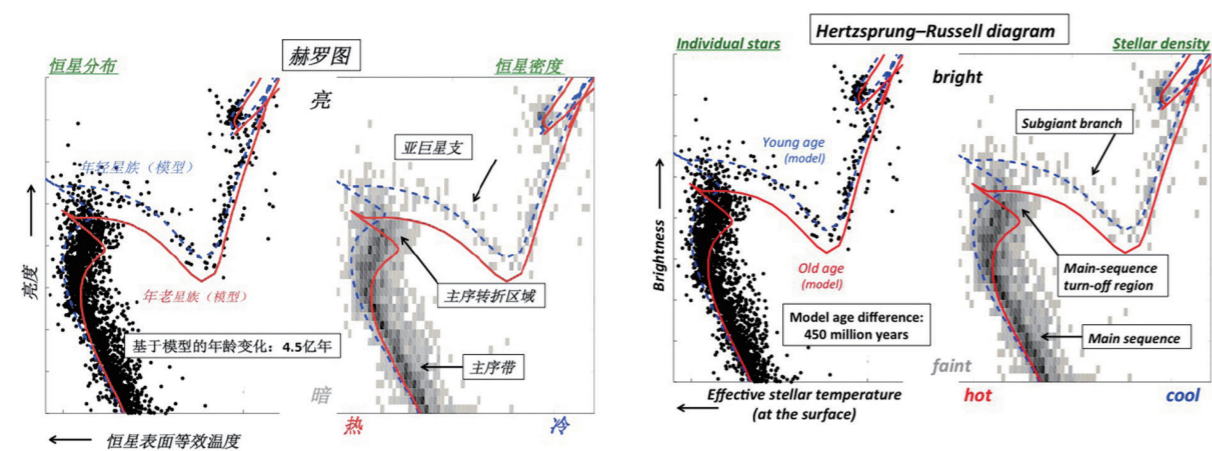 赫罗图
恒星分布
恒星密度
亮
亚巨星支
年轻星族（模型）
亮度
年老星族（模型）
主序转折区域
基于模型的年龄变化：4.5亿年
主序带
暗
热
冷
恒星表面等效温度
Hertzsprung–Russell diagram
Individual stars
Stellar density
bright
Subgiant branch
Young age
(model)
Brightness
Old age
(model)
Main-sequence
turn-off region
Model age difference:
450 million years
Main sequence
faint
Effective stellar temperature
(at the surface)
hot
cool